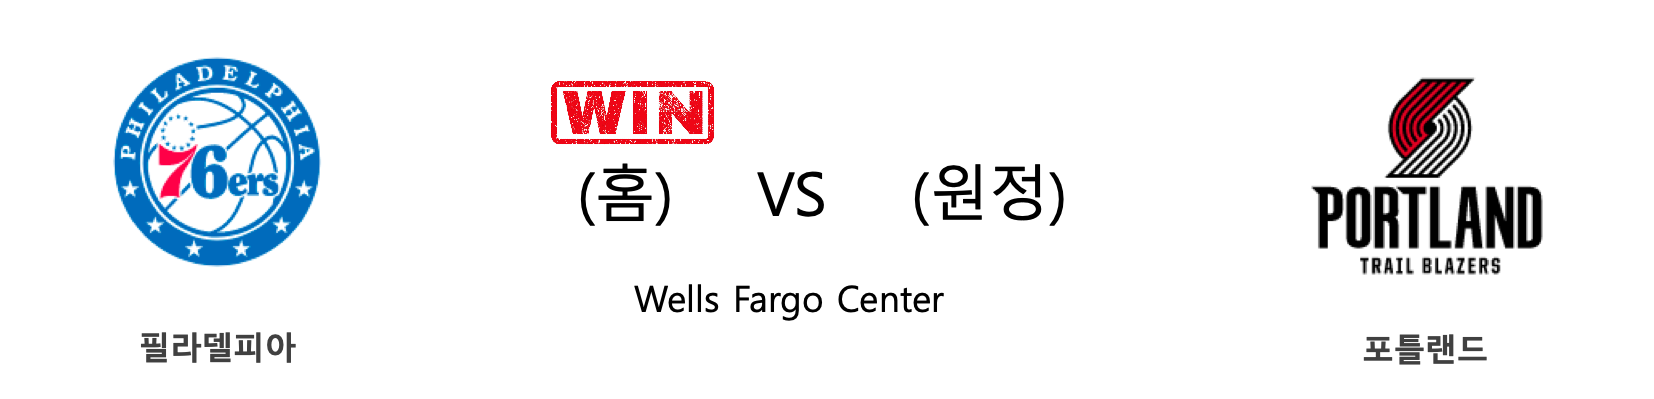 PHILADELPHIA
76ers
WIN
(홈) VS (원정)
Wells Fargo Center
PORTLAND
TRAIL BLAZERS
필라델피아
포틀랜드